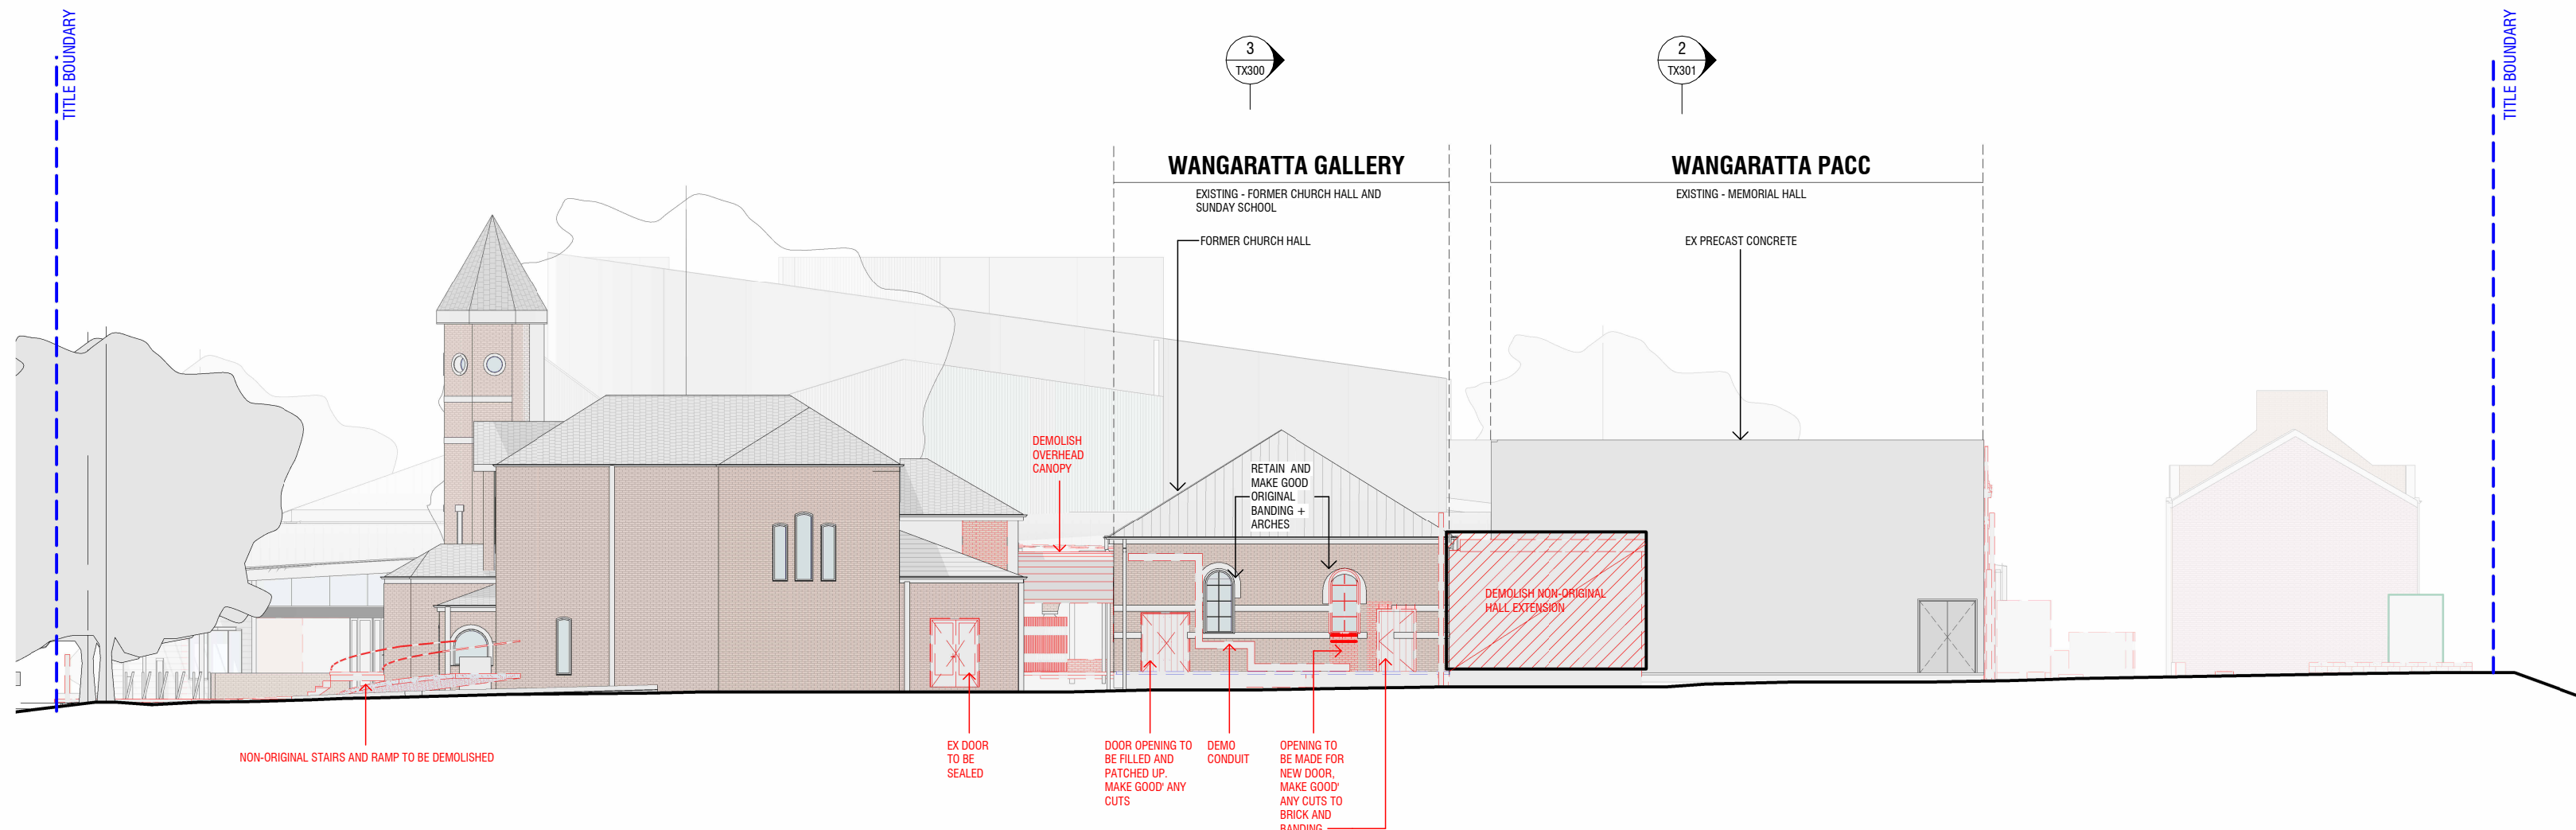 TITLE BOUNDARY
3
TX300
2
TX301
TITLE BOUNDARY
WANGARATTA GALLERY
EXISTING - FORMER CHURCH HALL AND
SUNDAY SCHOOL
WANGARATTA PACC
EXISTING - MEMORIAL HALL
FORMER CHURCH HALL
EX PRECAST CONCRETE
DEMOLISH
OVERHEAD
CANOPY
RETAIN AND
MAKE GOOD
ORIGINAL
BANDING +
ARCHES
DEMOLISH NON-ORIGINAL
HALL EXTENSION
NON-ORIGINAL STAIRS AND RAMP TO BE DEMOLISHED
EX DOOR
TO BE
SEALED
DOOR OPENING TO
BE FILLED AND
PATCHED UP.
MAKE GOOD' ANY
CUTS
DEMO
CONDUIT
OPENING TO
BE MADE FOR
NEW DOOR,
MAKE GOOD'
ANY CUTS TO
BRICK AND
BANDING